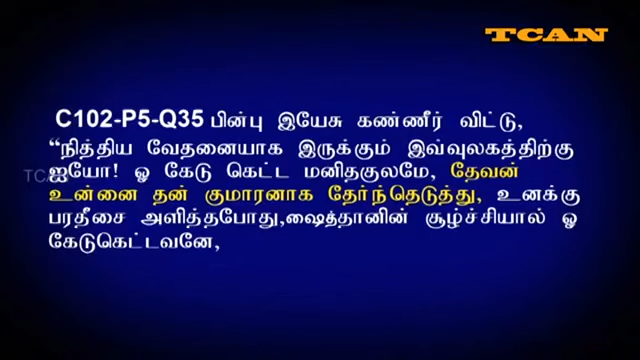 TCAN
C102-P5-Q35 பின்பு இயேசு கண்ணீர் விட்டு,
“நித்திய வேதனையாக இருக்கும் இவ்வுலகத்திற்கு
ஐயோ! ஓ கேடு கெட்ட மனிதகுலமே, தேவன்
உன்னை தன் குமாரனாக தேர்ந்தெடுத்து, உனக்கு
பரதீசை அளித்தபோது,ஷைத்தானின் சூழ்ச்சியால் ஓ
கேடுகெட்டவனே,